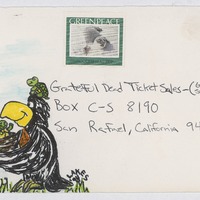 GREENPEACE
Grateful Dead Ticket Sales-
Box C-S 8190
San Rafael, California 94